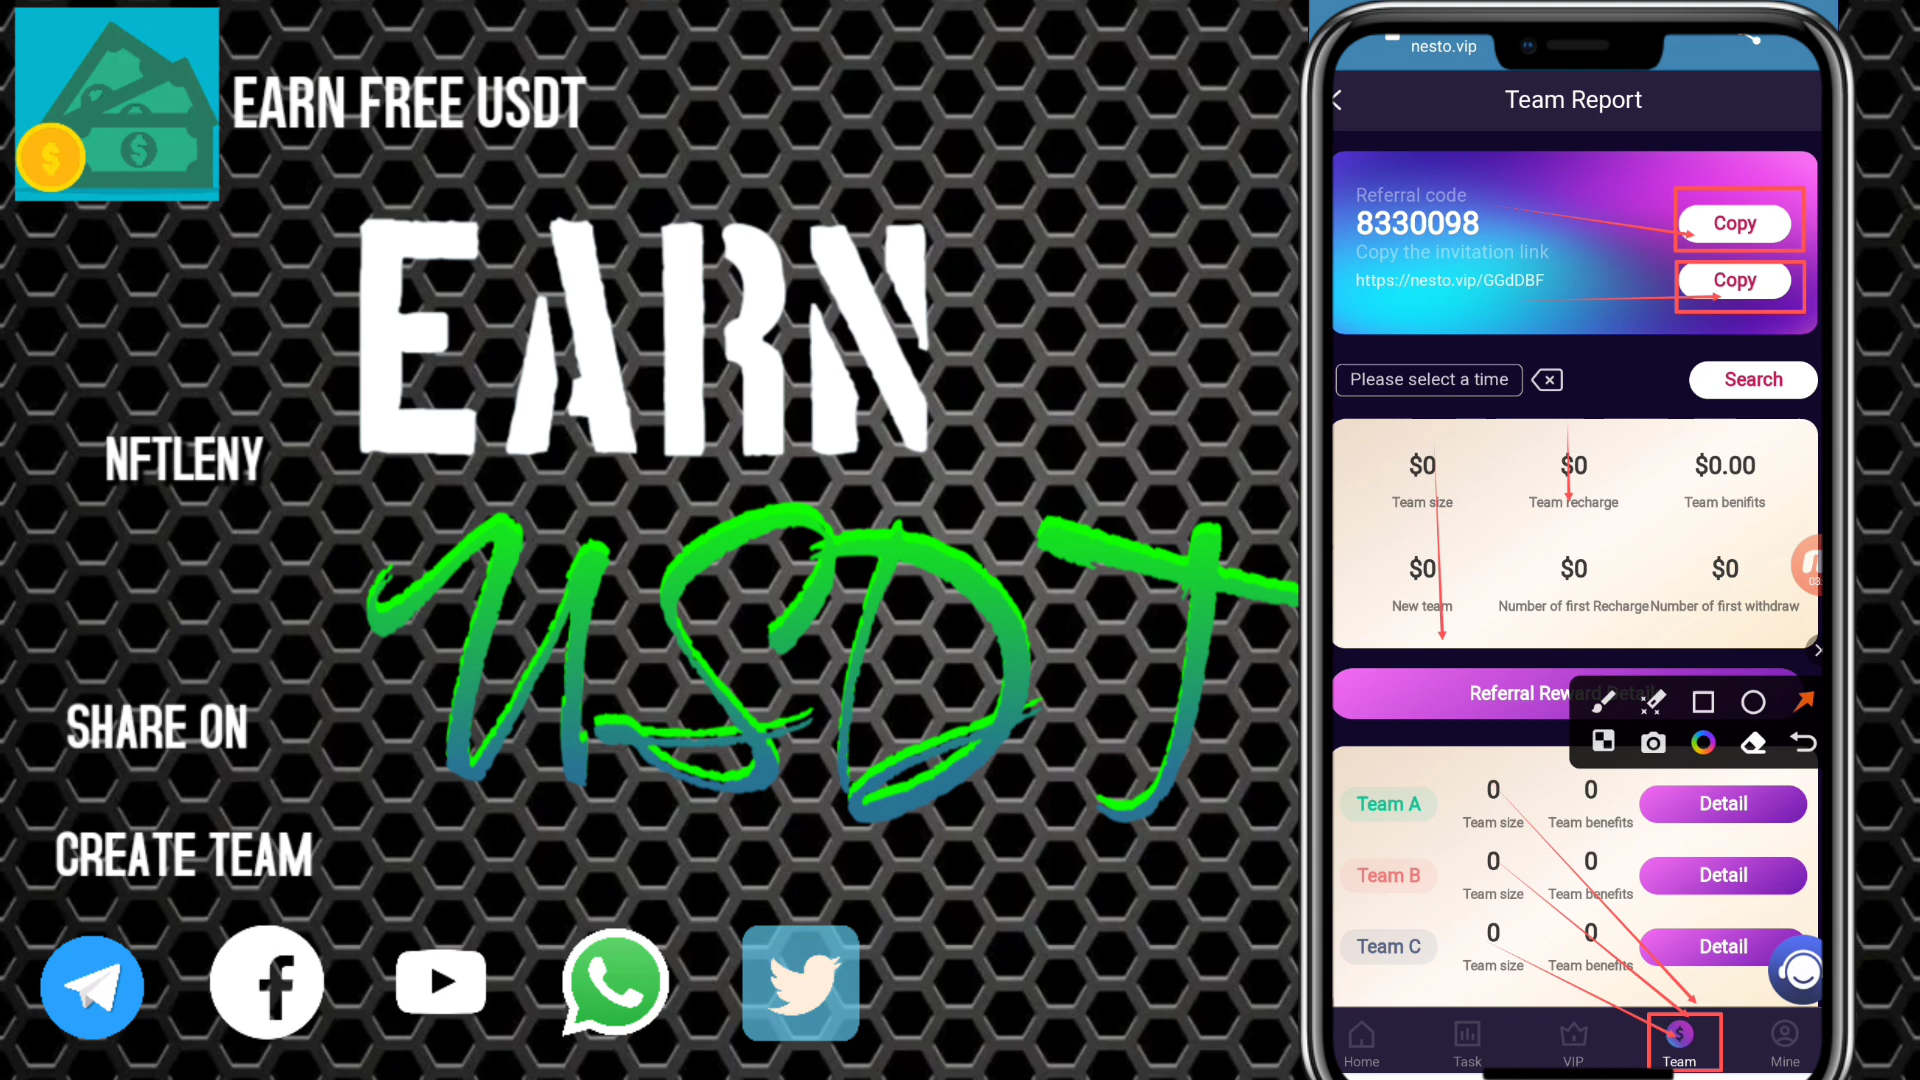 EARN FREE USDT
EARN
USDT
NFTLENY
SHARE ON
CREATE TEAM
nesto.vip
Team Report
Referral code
8330098
Copy
Copy the invitation link
https://nesto.vip/GGdDBF
Copy
Please select a time
Search
$0 $0 $0.00
Team size Team recharge Team benifits
$0 $0 $0
New team Number of first Recharge Number of first withdraw
Referral Reward Detail
0 0
Team A Detail
Team size Team benefits
0 0
Team B Detail
Team size Team benefits
0 0
Team C Detail
Team size Team benefits
Home Task VIP Team Mine